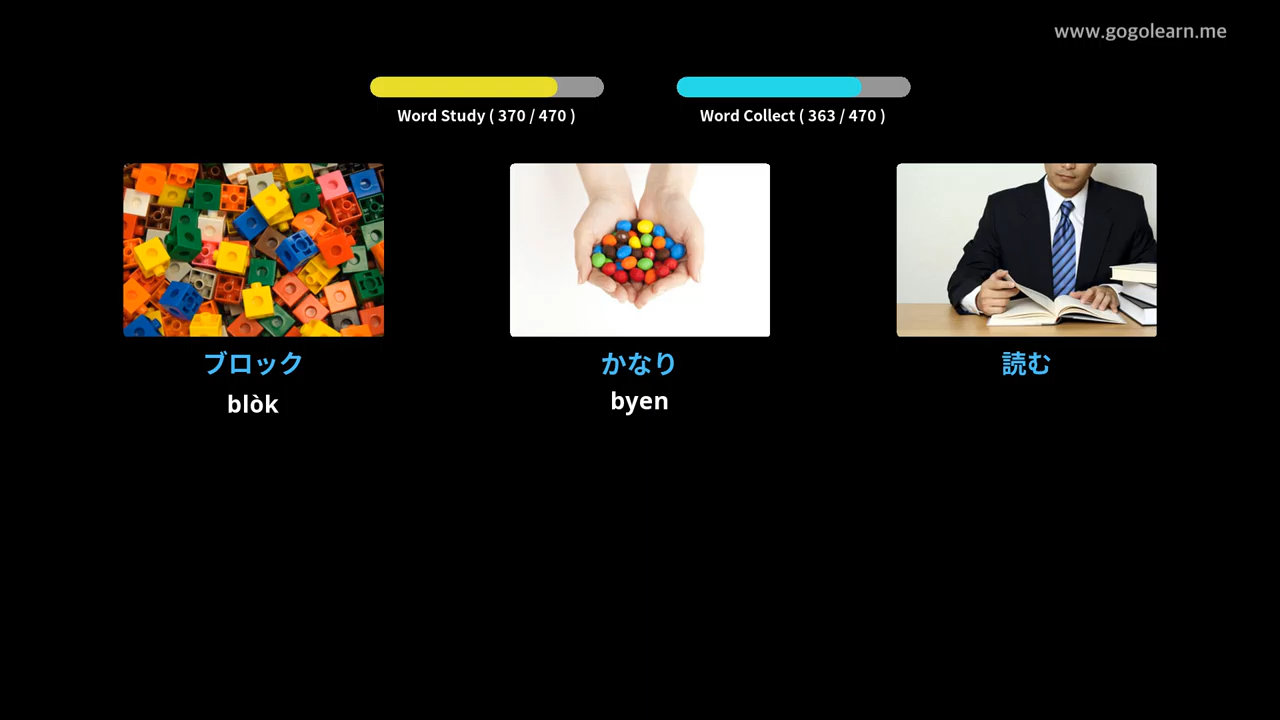 www.gogolearn.me
Word Study ( 370 / 470 )
Word Collect ( 363 / 470 )
ブロック
blòk
かなり
byen
読む